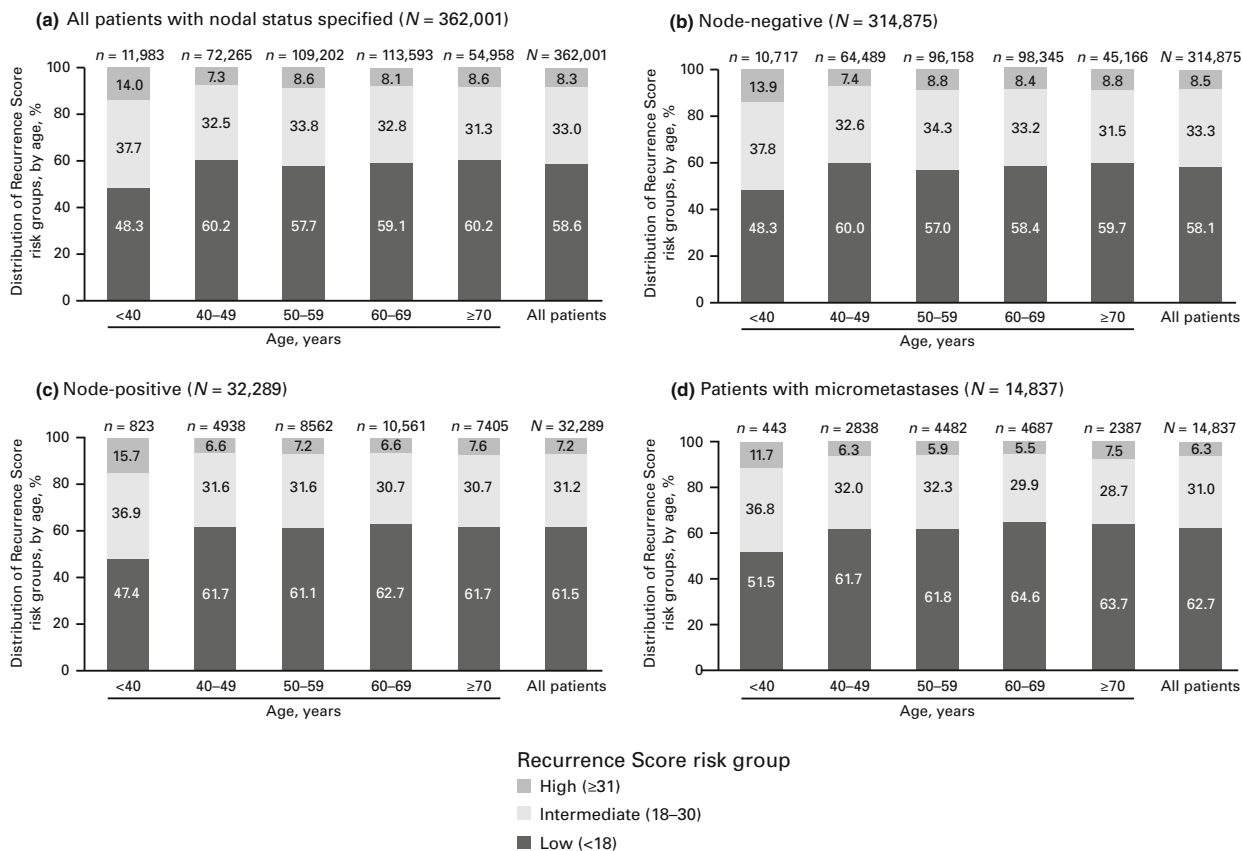 (a) All patients with nodal status specified (N = 362,001)
n = 11,983 n = 72,265 n = 109,202 n = 113,593 n = 54,958 N = 362,001
Distribution of Recurrence Score
risk groups, by age, %
100
80
60
40
20
0
14.0 7.3 8.6 8.1 8.6 8.3
37.7 32.5 33.8 32.8 31.3 33.0
48.3 60.2 57.7 59.1 60.2 58.6
<40 40–49 50–59 60–69 ≥70 All patients
Age, years
(b) Node-negative (N = 314,875)
n = 10,717 n = 64,489 n = 96,158 n = 98,345 n = 45,166 N = 314,875
Distribution of Recurrence Score
risk groups, by age, %
100
80
60
40
20
0
13.9 7.4 8.8 8.4 8.8 8.5
37.8 32.6 34.3 33.2 31.5 33.3
48.3 60.0 57.0 58.4 59.7 58.1
<40 40–49 50–59 60–69 ≥70 All patients
Age, years
(c) Node-positive (N = 32,289)
n = 823 n = 4938 n = 8562 n = 10,561 n = 7405 N = 32,289
Distribution of Recurrence Score
risk groups, by age, %
100
80
60
40
20
0
15.7 6.6 7.2 6.6 7.6 7.2
36.9 31.6 31.6 30.7 30.7 31.2
47.4 61.7 61.1 62.7 61.7 61.5
<40 40–49 50–59 60–69 ≥70 All patients
Age, years
(d) Patients with micrometastases (N = 14,837)
n = 443 n = 2838 n = 4482 n = 4687 n = 2387 N = 14,837
Distribution of Recurrence Score
risk groups, by age, %
100
80
60
40
20
0
11.7 6.3 5.9 5.5 7.5 6.3
36.8 32.0 32.3 29.9 28.7 31.0
51.5 61.7 61.8 64.6 63.7 62.7
<40 40–49 50–59 60–69 ≥70 All patients
Age, years
Recurrence Score risk group
High (≥31)
Intermediate (18–30)
Low (<18)